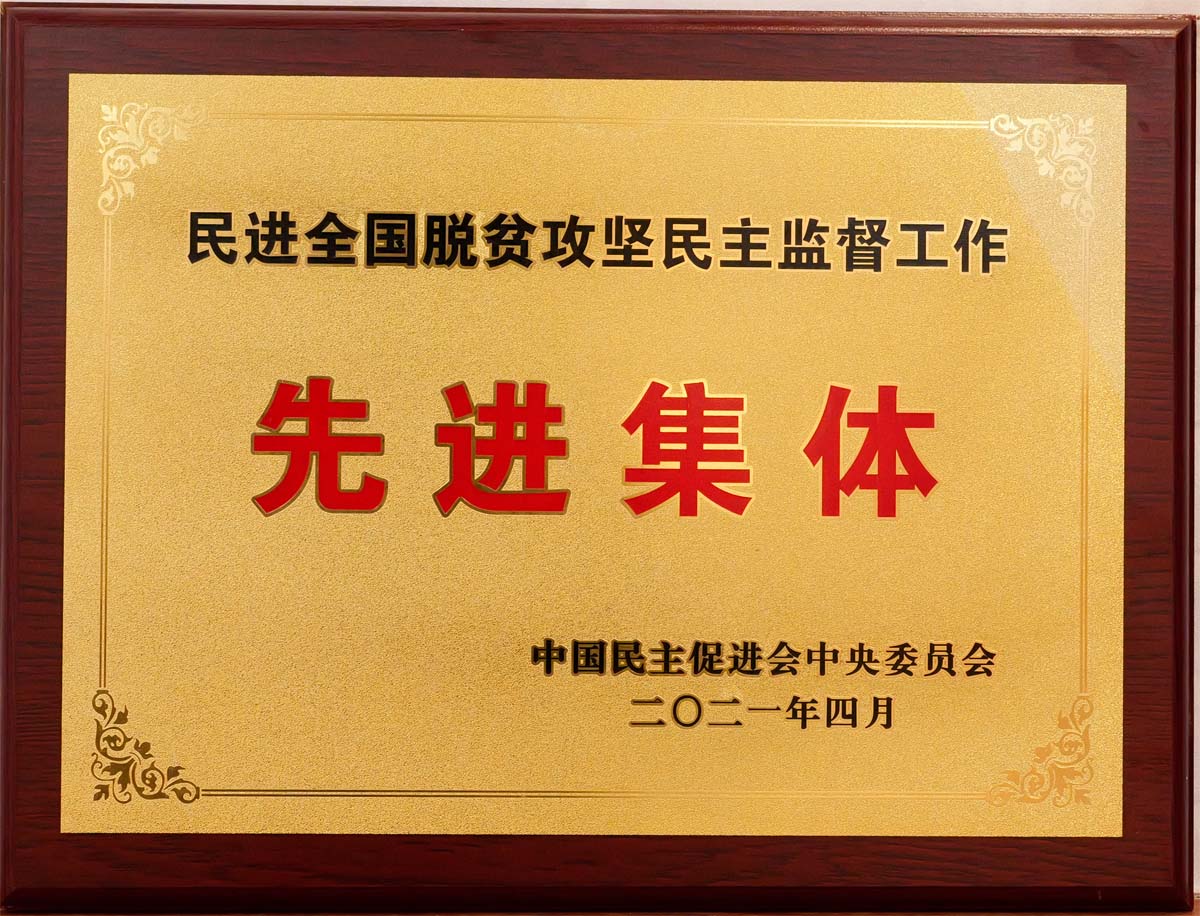 民进全国脱贫攻坚民主监督工作
先进集体
中国民主促进会中央委员会
二〇二一年四月